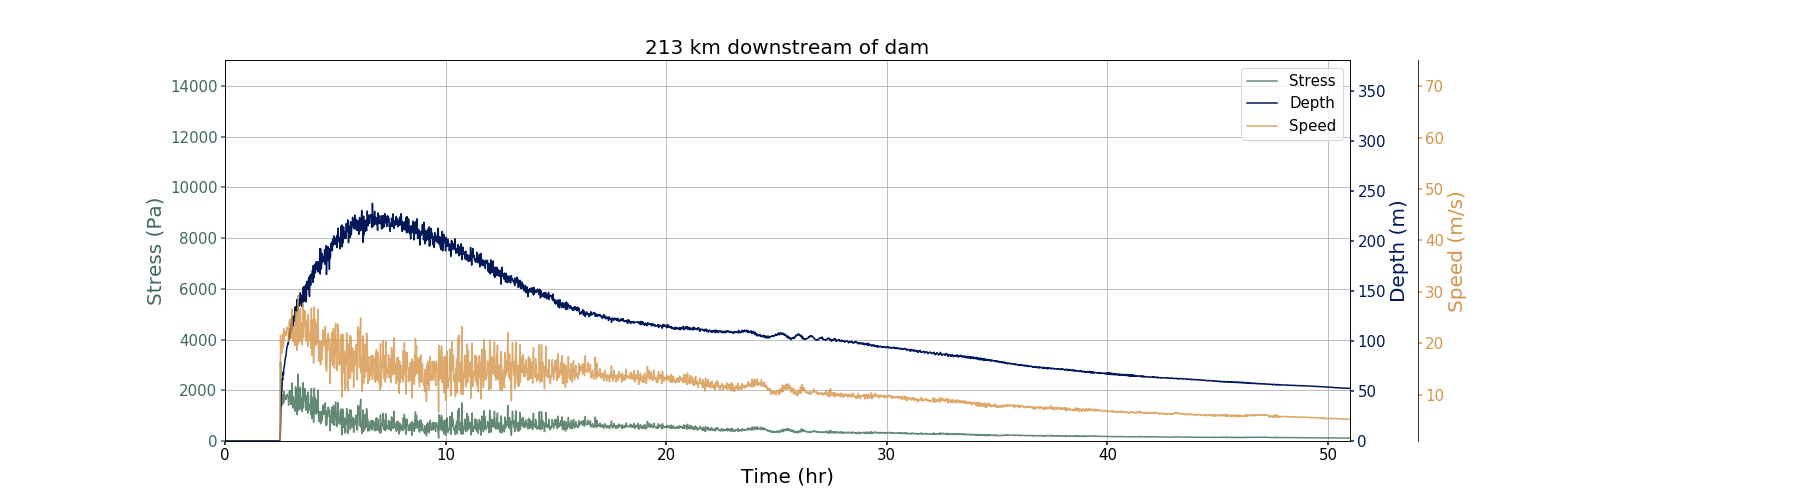 213 km downstream of dam
Stress (Pa)
14000
12000
10000
8000
6000
4000
2000
0
Stress
Depth
Speed
350
300
250
200
150
100
50
0
Depth (m)
70
60
50
40
30
20
10
Speed (m/s)
0 10 20 30 40 50
Time (hr)